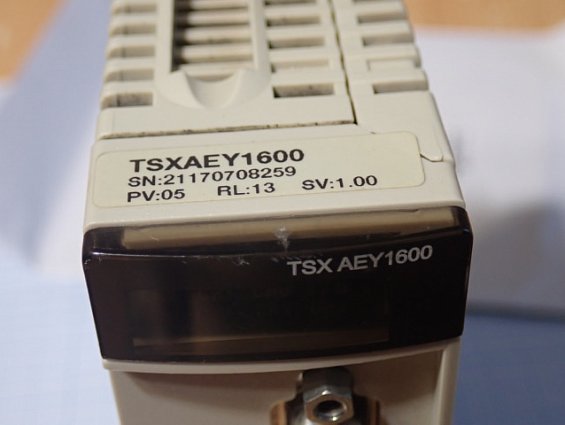 TSXAEY1600
SN:21170708259
PV:05 RL:13 SV:1.00
TSX AEY1600